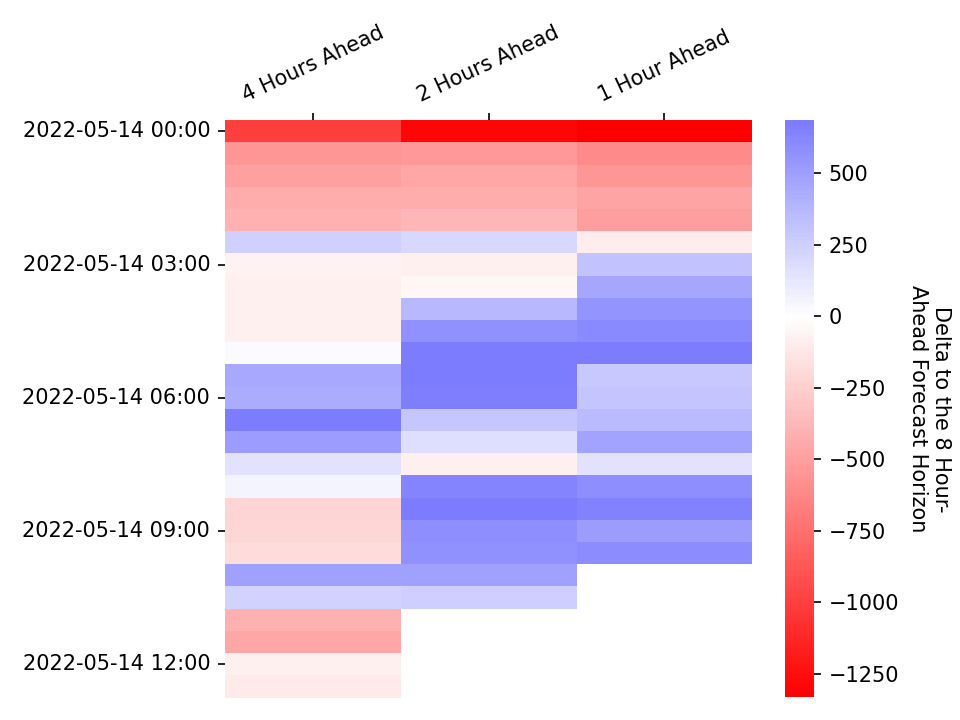 4 Hours Ahead
2 Hours Ahead
1 Hour Ahead
2022-05-14 00:00
2022-05-14 03:00
2022-05-14 06:00
2022-05-14 09:00
2022-05-14 12:00
500
250
0
−250
−500
−750
−1000
−1250
Delta to the 8 Hour-
Ahead Forecast Horizon